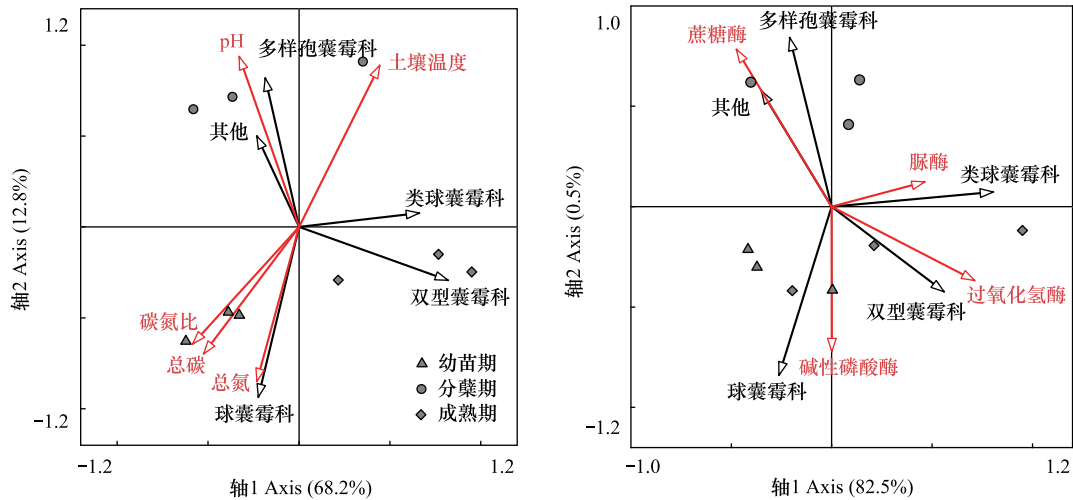 1.2
pH
多样孢囊霉科
土壤温度
其他
类球囊霉科
双型囊霉科
碳氮比
总碳
总氮
球囊霉科
幼苗期
分蘖期
成熟期
轴2 Axis (12.8%)
−1.2
−1.2
1.2
轴1 Axis (68.2%)
1.0
多样孢囊霉科
蔗糖酶
其他
脲酶
类球囊霉科
过氧化氢酶
双型囊霉科
碱性磷酸酶
球囊霉科
轴2 Axis (0.5%)
−1.2
−1.0
1.2
轴1 Axis (82.5%)